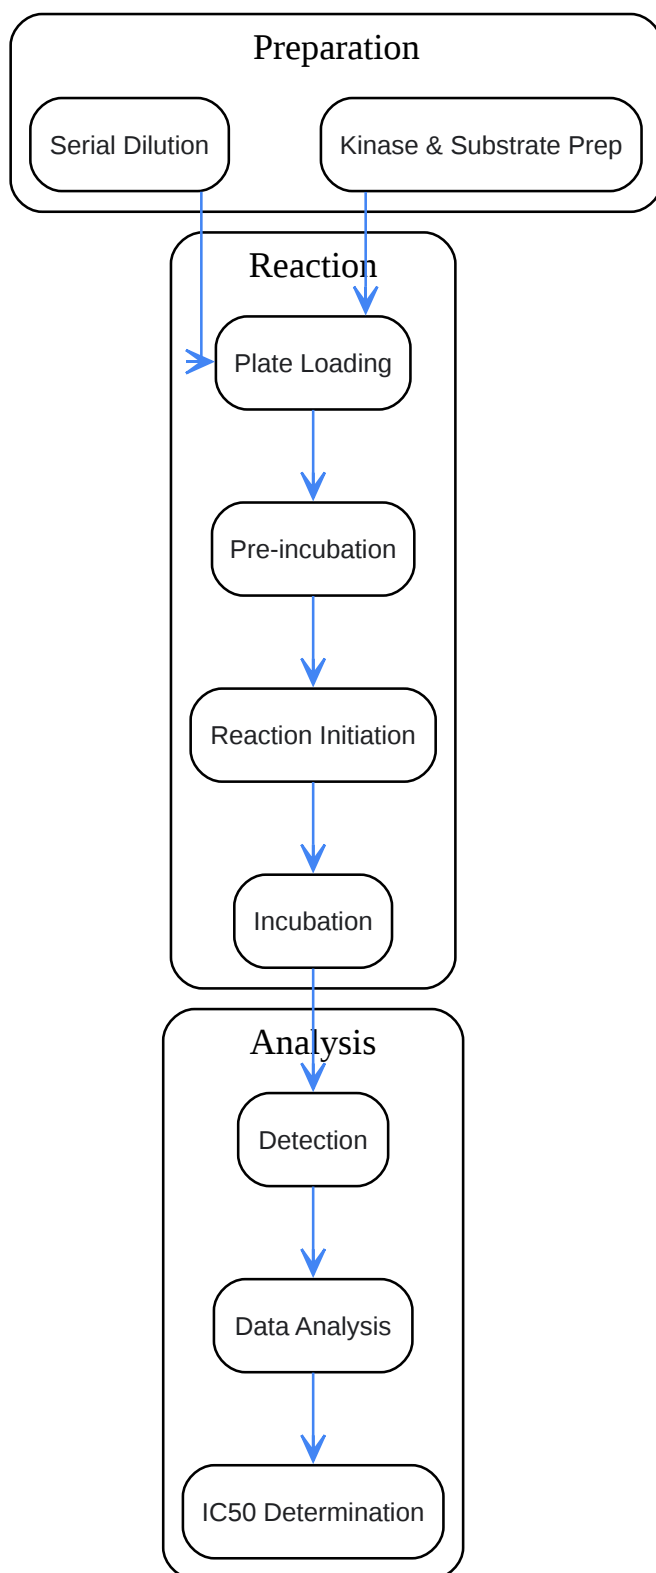 Preparation
Serial Dilution
Kinase & Substrate Prep
Reaction
Plate Loading
Pre-incubation
Reaction Initiation
Incubation
Analysis
Detection
Data Analysis
IC50 Determination